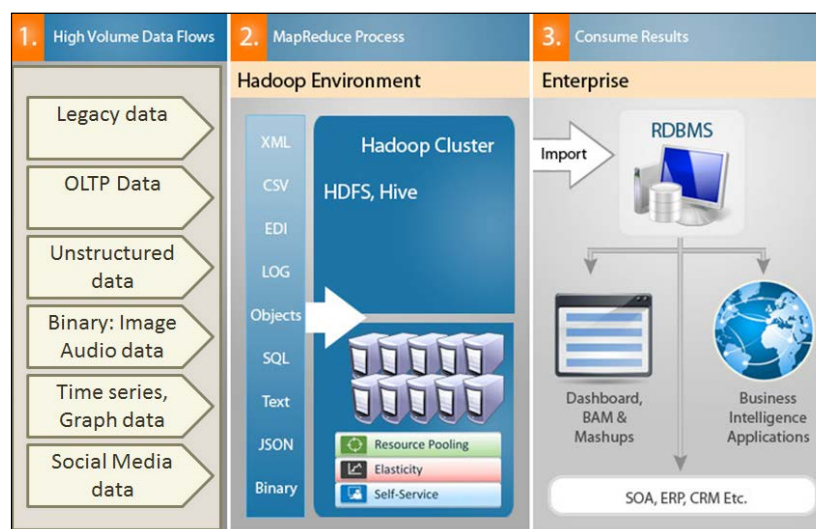 1.
High Volume Data Flows
Legacy data
OLTP Data
Unstructured
data
Binary: Image
Audio data
Time series,
Graph data
Social Media
data
2.
MapReduce Process
Hadoop Environment
XML
CSV
EDI
LOG
Objects
SQL
Text
JSON
Binary
Hadoop Cluster
HDFS, Hive
Resource Pooling
Elasticity
Self-Service
3.
Consume Results
Enterprise
Import
RDBMS
Dashboard,
BAM &
Mashups
Business
Intelligence
Applications
SOA, ERP, CRM Etc.